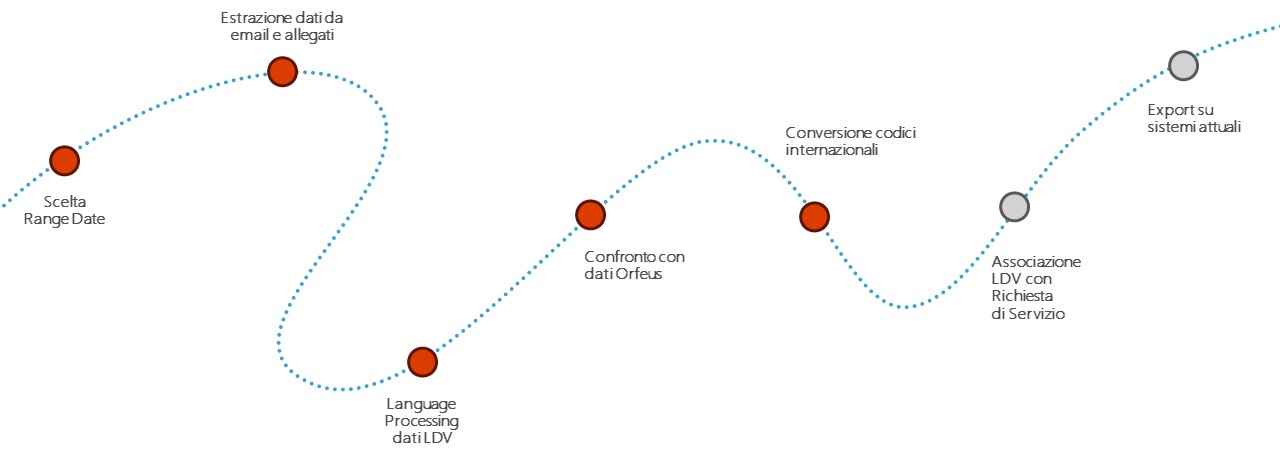 Estrazione dati da
email e allegati
Scelta
Range Date
Language
Processing
dati LDV
Confronto con
dati Orfeus
Conversione codici
internazionali
Associazione
LDV con
Richiesta
di Servizio
Export su
sistemi attuali